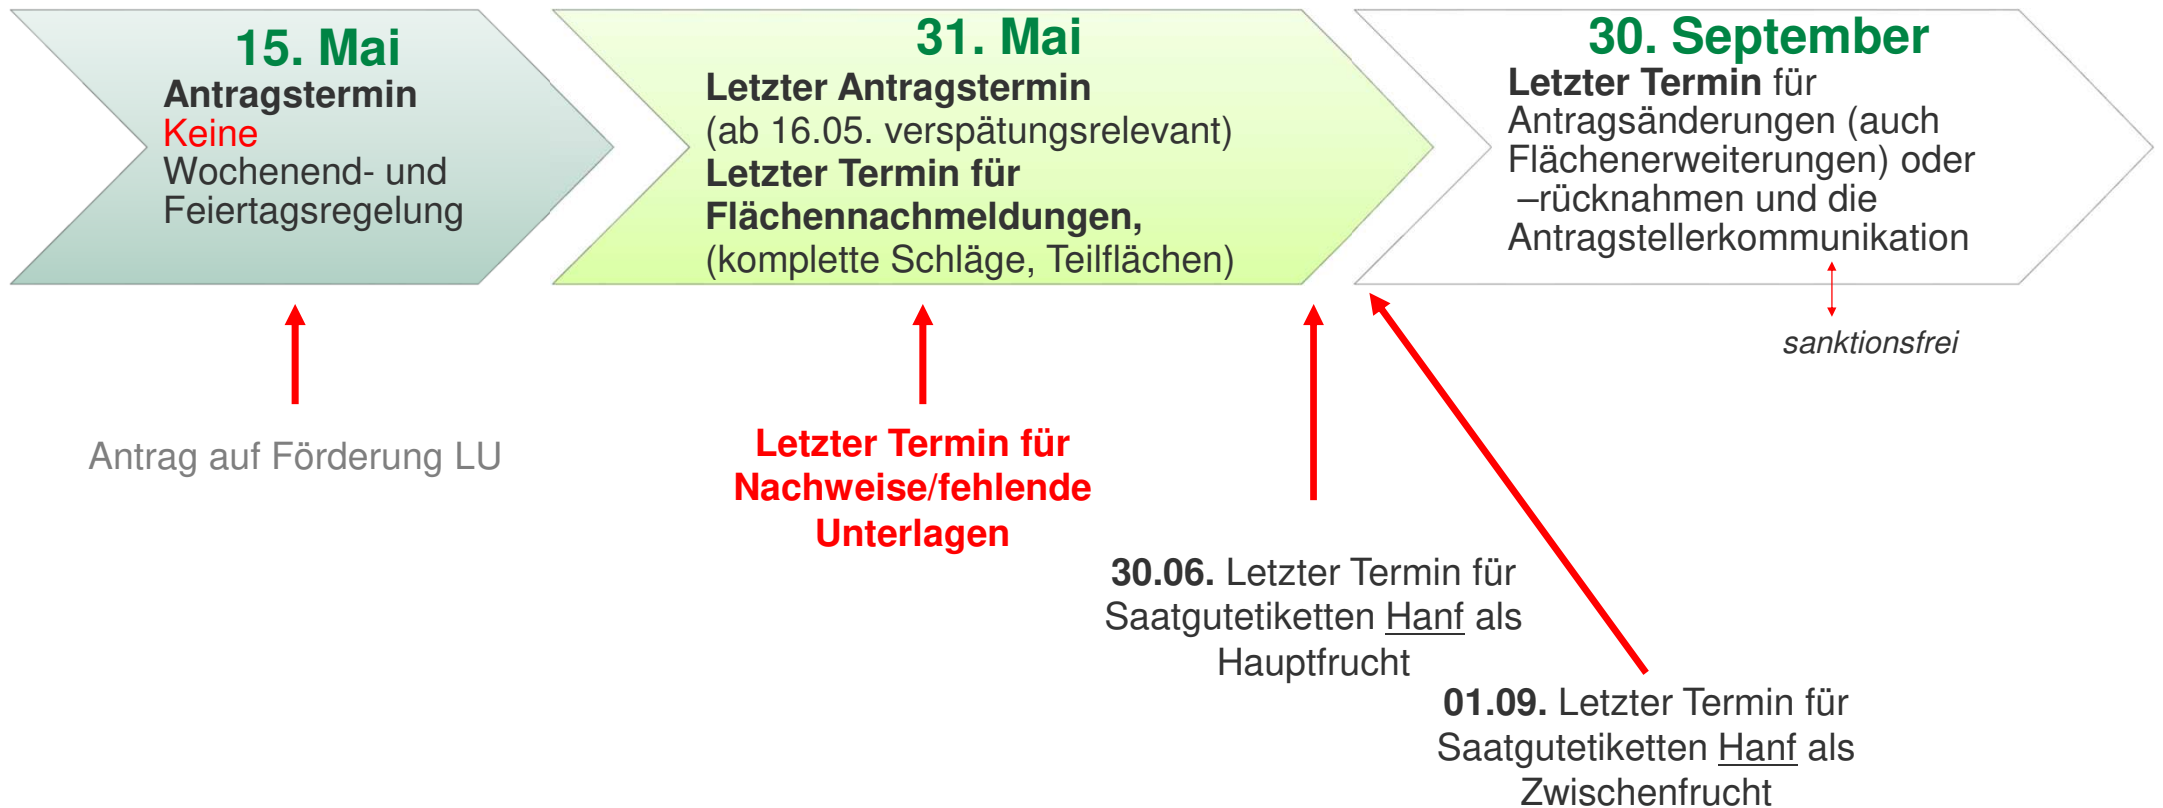 15. Mai
Antragstermin
Keine
Wochenend- und
Feiertagsregelung
31. Mai
Letzter Antragstermin
(ab 16.05. verspätungsrelevant)
Letzter Termin für
Flächennachmeldungen,
(komplette Schläge, Teilflächen)
30. September
Letzter Termin für
Antragsänderungen (auch
Flächenerweiterungen) oder
–rücknahmen und die
Antragstellerkommunikation
sanktionsfrei
Antrag auf Förderung LU
Letzter Termin für
Nachweise/fehlende
Unterlagen
30.06. Letzter Termin für
Saatgutetiketten Hanf als
Hauptfrucht
01.09. Letzter Termin für
Saatgutetiketten Hanf als
Zwischenfrucht